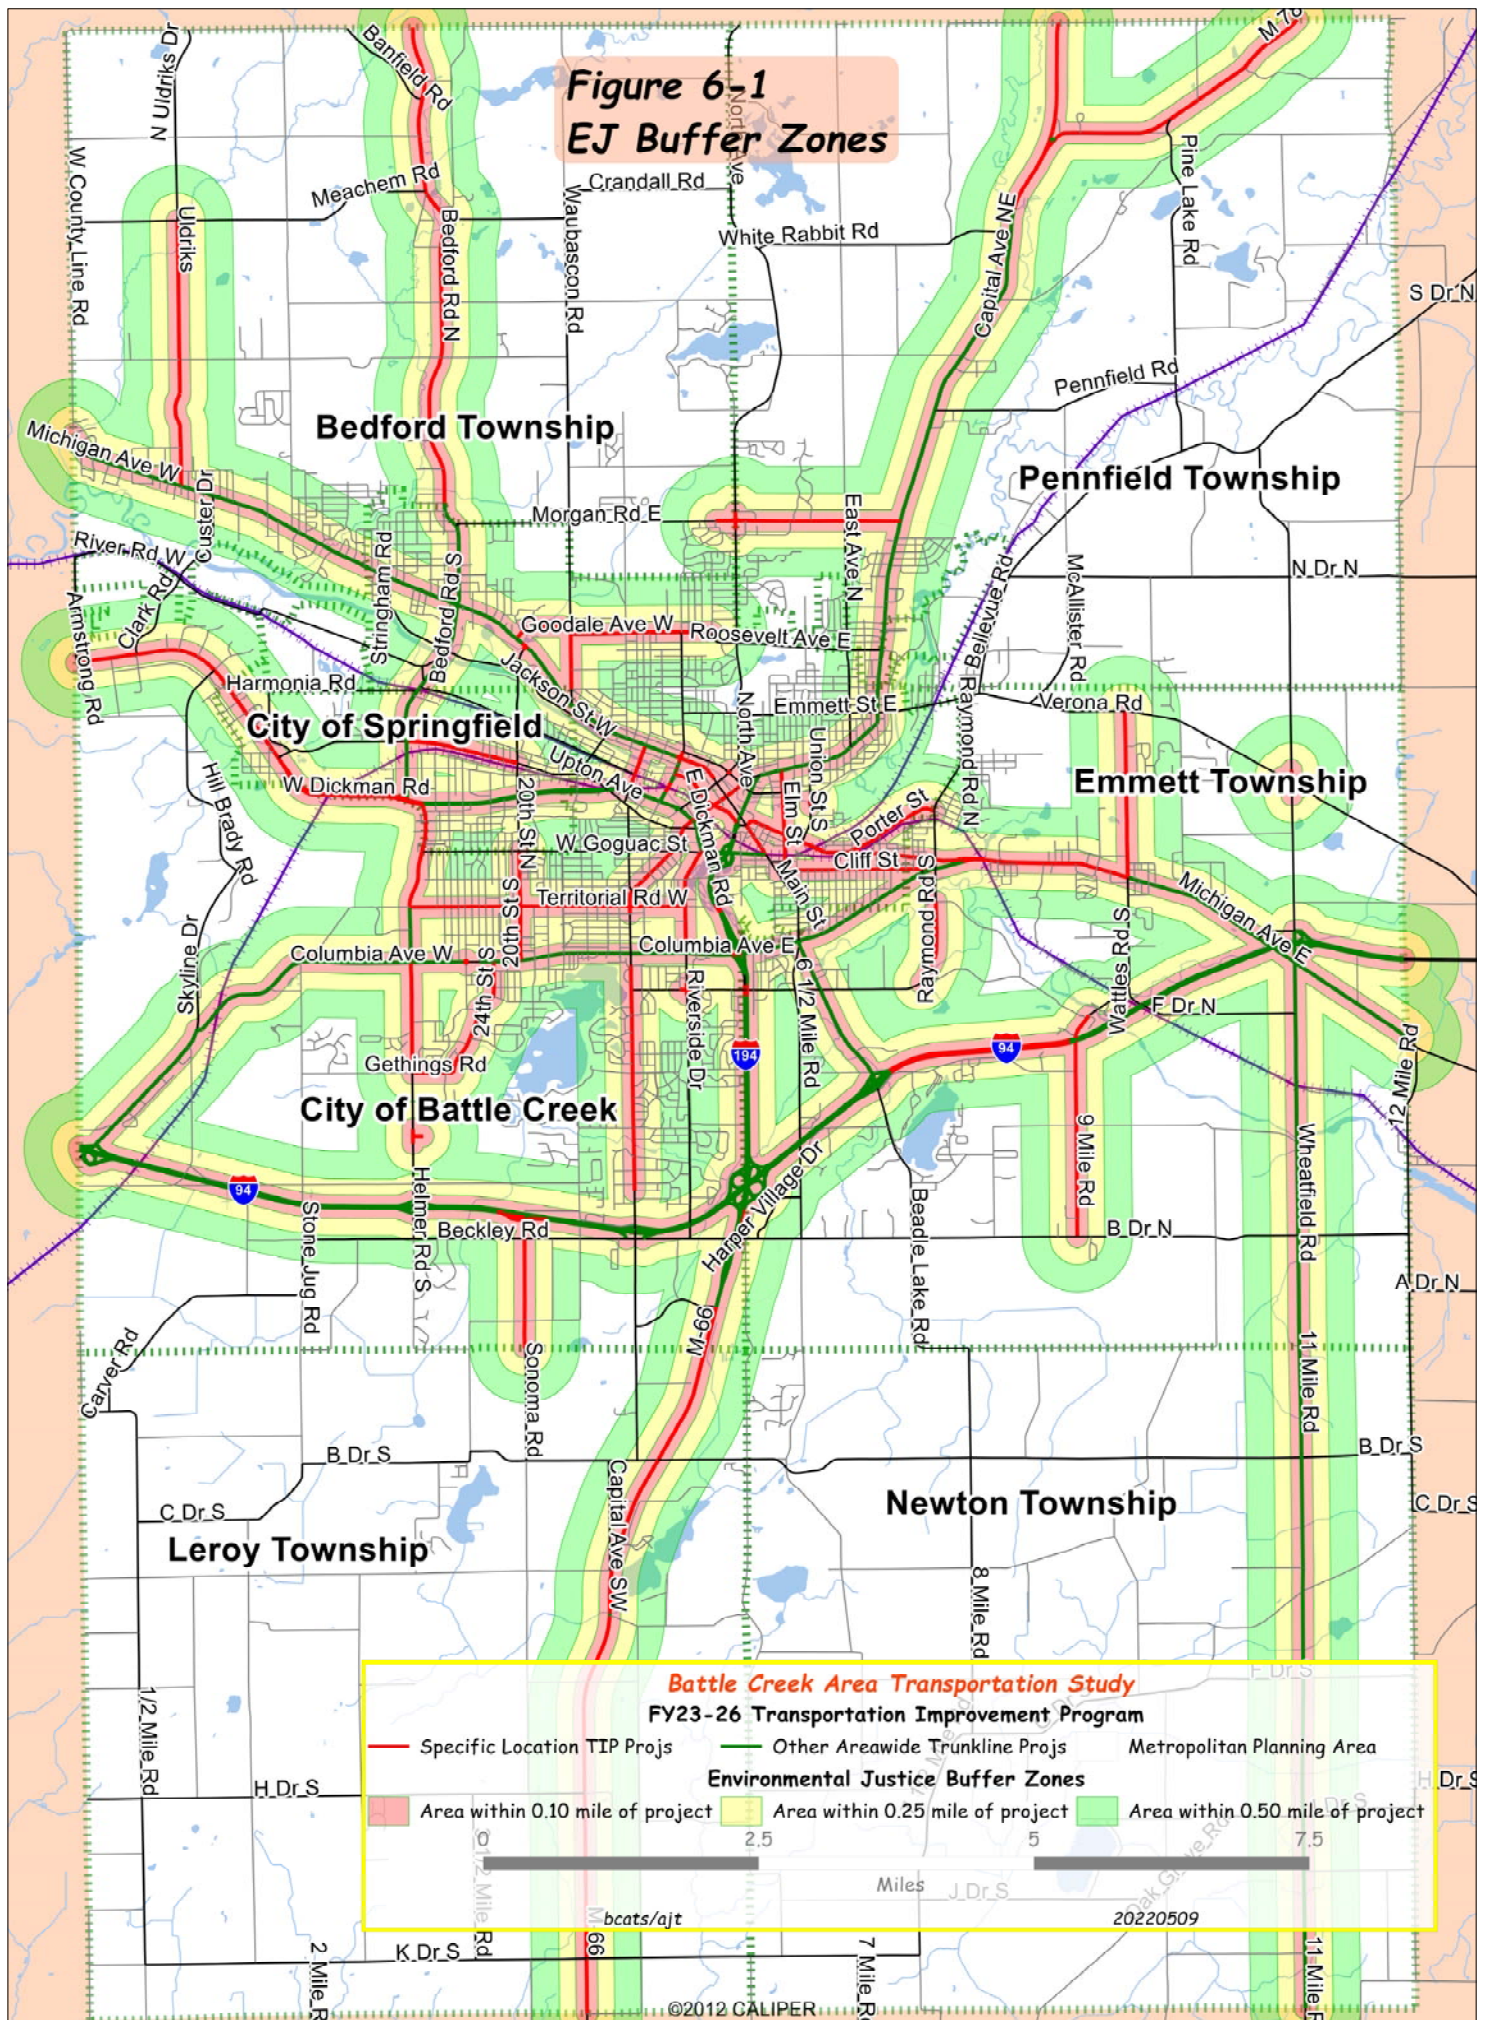 Figure 6-1
EJ Buffer Zones
N Uldriks Dr
Banfield Rd
North Ave
M 78
W County Line Rd
Meachem Rd
Crandall Rd
Waubascon Rd
Pine Lake Rd
Uldriks
Bedford Rd N
White Rabbit Rd
Capital Ave NE
S Dr N
Pennfield Rd
Bedford Township
Michigan Ave W
Pennfield Township
Custer Dr
Morgan Rd E
East Ave N
River Rd W
Stringham Rd
Bedford Rd S
Bellevue Rd
McAllister Rd
N Dr N
Armstrong Rd
Clark Rd
Goodale Ave W
Roosevelt Ave E
Jackson St W
Harmonia Rd
City of Springfield
North Ave
Emmett St E
Raymond Rd N
Verona Rd
Upton Ave
Union St S
Emmett Township
Hill Brady Rd
W Dickman Rd
20th St N
E Dickman Rd
Elm St
Porter St
W Goguac St
Cliff St
Main St
Territorial Rd W
20th St S
Raymond Rd S
Michigan Ave E
Skyline Dr
Columbia Ave W
Columbia Ave E
24th St S
Riverside Dr
6 1/2 Mile Rd
Wattles Rd S
F Dr N
194
94
Gethings Rd
12 Mile Rd
City of Battle Creek
9 Mile Rd
Wheatfield Rd
94
Helmer Rd S
Stone Jug Rd
Beckley Rd
Harper Village Dr
Beadle Lake Rd
B Dr N
A Dr N
M-66
11 Mile Rd
Carver Rd
Sonoma Rd
B Dr S
B Dr S
C Dr S
Capital Ave SW
Newton Township
C Dr S
Leroy Township
8 Mile Rd
F Dr S
1/2 Mile Rd
Battle Creek Area Transportation Study
FY23-26 Transportation Improvement Program
Specific Location TIP Projs
Other Areawide Trunkline Projs
Metropolitan Planning Area
Environmental Justice Buffer Zones
H Dr S
H Dr S
Area within 0.10 mile of project
Area within 0.25 mile of project
Area within 0.50 mile of project
0 2.5 5 7.5
Miles
J Dr S
Oak Grove Rd
bcats/ajt
20220509
M 66
K Dr S
2 Mile R
7 Mile R
11 Mile R
©2012 CALIPER